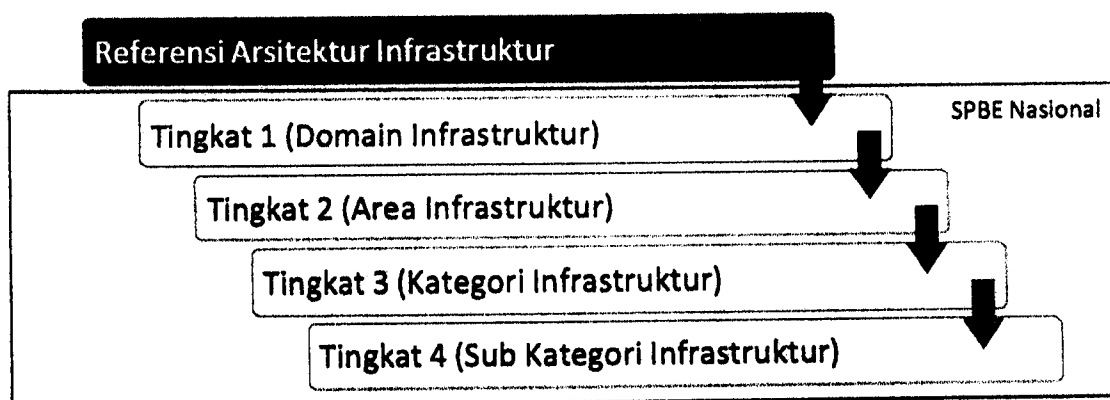 Referensi Arsitektur Infrastruktur
SPBE Nasional
Tingkat 1 (Domain Infrastruktur)
Tingkat 2 (Area Infrastruktur)
Tingkat 3 (Kategori Infrastruktur)
Tingkat 4 (Sub Kategori Infrastruktur)